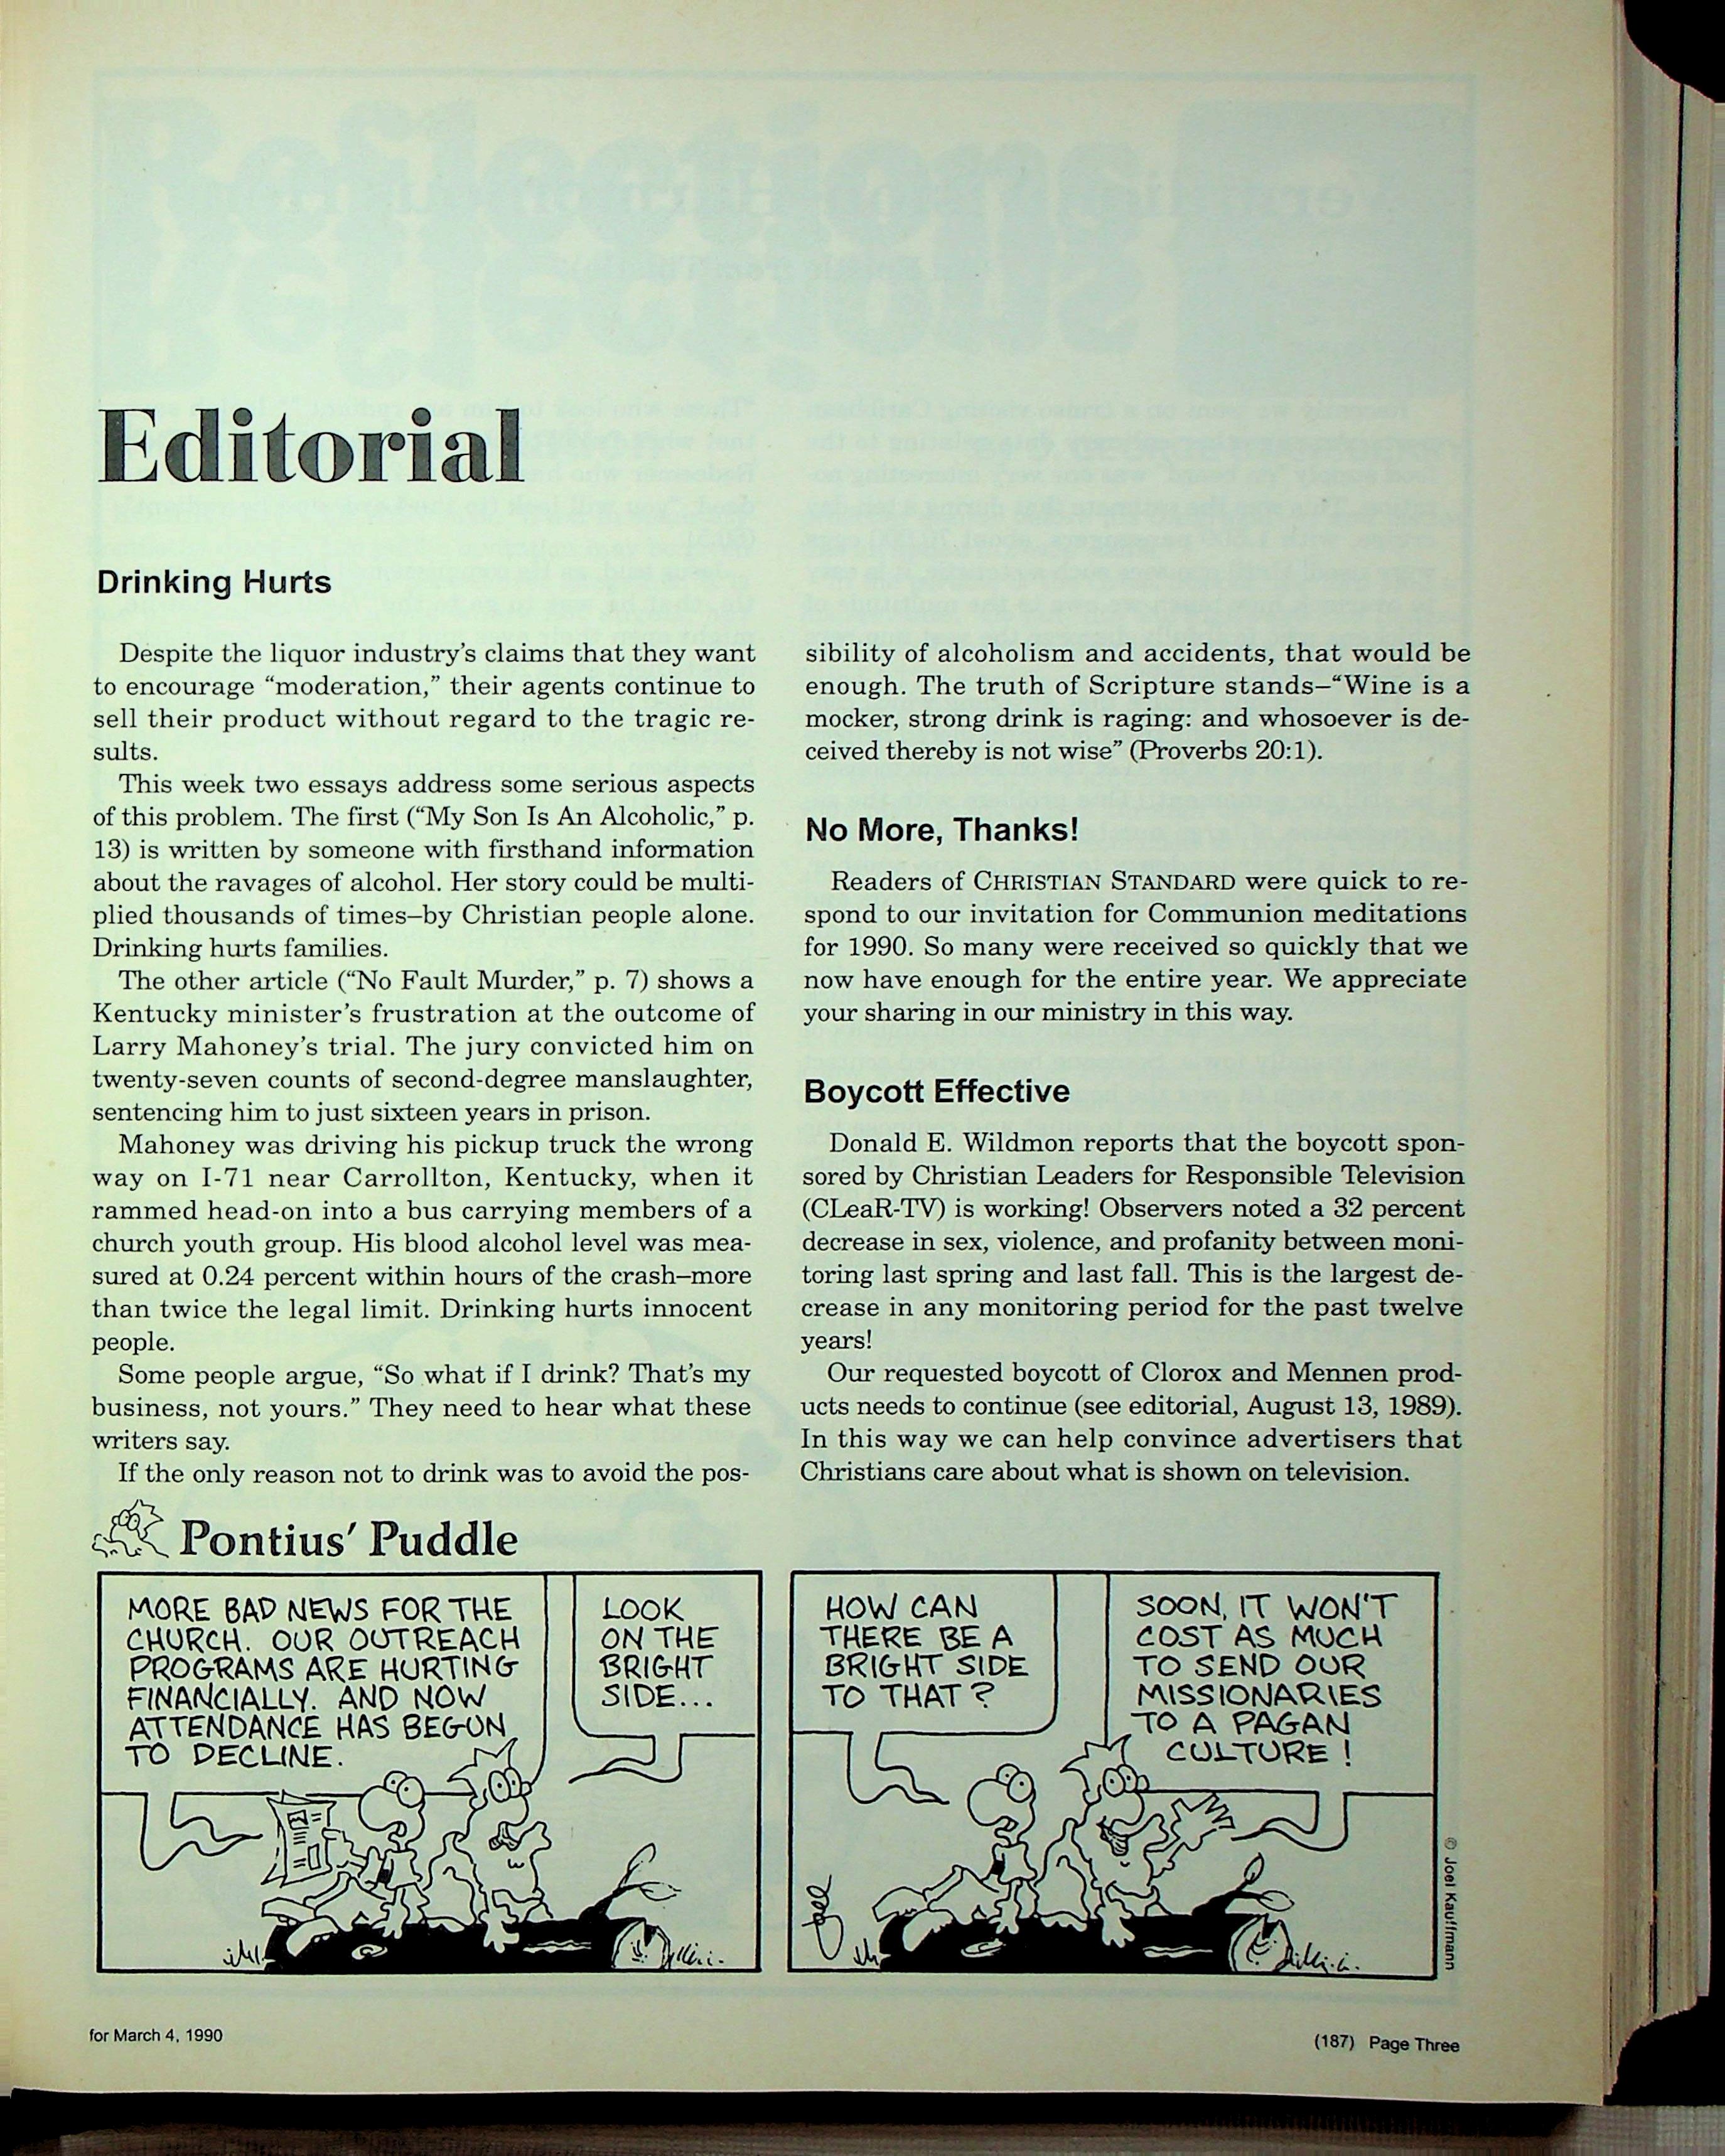 Editorial
Drinking Hurts
Despite the liquor industry’s claims that they want
to encourage “moderation,” their agents continue to
sell their product without regard to the tragic re-
sults.
This week two essays address some serious aspects
of this problem. The first (“My Son Is An Alcoholic,” p.
13) is written by someone with firsthand information
about the ravages of alcohol. Her story could be multi-
plied thousands of times–by Christian people alone.
Drinking hurts families.
The other article (“No Fault Murder,” p. 7) shows a
Kentucky minister’s frustration at the outcome of
Larry Mahoney’s trial. The jury convicted him on
twenty-seven counts of second-degree manslaughter,
sentencing him to just sixteen years in prison.
Mahoney was driving his pickup truck the wrong
way on I-71 near Carrollton, Kentucky, when it
rammed head-on into a bus carrying members of a
church youth group. His blood alcohol level was mea-
sured at 0.24 percent within hours of the crash–more
than twice the legal limit. Drinking hurts innocent
people.
Some people argue, “So what if I drink? That’s my
business, not yours.” They need to hear what these
writers say.
If the only reason not to drink was to avoid the pos-
sibility of alcoholism and accidents, that would be
enough. The truth of Scripture stands–“Wine is a
mocker, strong drink is raging: and whosoever is de-
ceived thereby is not wise” (Proverbs 20:1).
No More, Thanks!
Readers of CHRISTIAN STANDARD were quick to re-
spond to our invitation for Communion meditations
for 1990. So many were received so quickly that we
now have enough for the entire year. We appreciate
your sharing in our ministry in this way.
Boycott Effective
Donald E. Wildmon reports that the boycott spon-
sored by Christian Leaders for Responsible Television
(CLeaR-TV) is working! Observers noted a 32 percent
decrease in sex, violence, and profanity between moni-
toring last spring and last fall. This is the largest de-
crease in any monitoring period for the past twelve
years!
Our requested boycott of Clorox and Mennen prod-
ucts needs to continue (see editorial, August 13, 1989).
In this way we can help convince advertisers that
Christians care about what is shown on television.
Pontius’ Puddle
MORE BAD NEWS FOR THE
CHURCH. OUR OUTREACH
PROGRAMS ARE HURTING
FINANCIALLY. AND NOW
ATTENDANCE HAS BEGUN
TO DECLINE.
LOOK
ON THE
BRIGHT
SIDE...
HOW CAN
THERE BE A
BRIGHT SIDE
TO THAT?
SOON, IT WON'T
COST AS MUCH
TO SEND OUR
MISSIONARIES
TO A PAGAN
CULTURE!
Joel
© Joel Kauffmann
for March 4, 1990
(187) Page Three